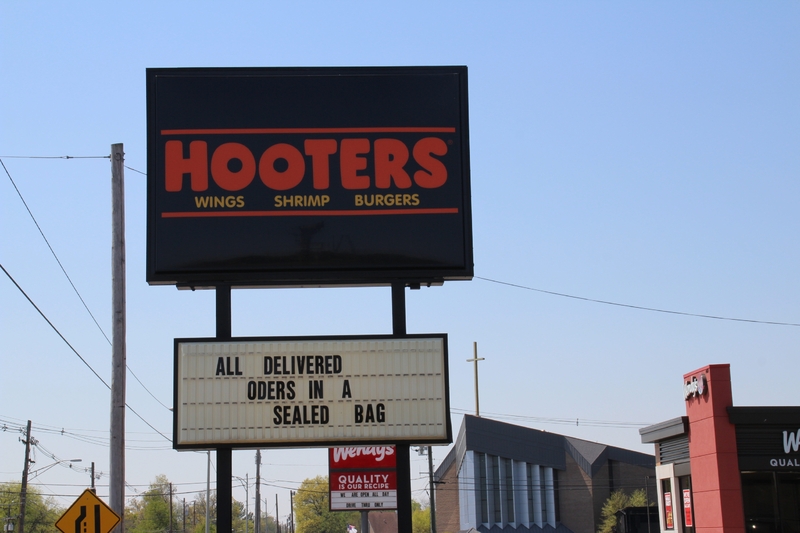 HOOTERS
WINGS SHRIMP BURGERS
ALL DELIVERED
ODERS IN A
SEALED BAG
Wendy's
QUALITY
IS OUR RECIPE
WE ARE OPEN ALL DAY
DRIVE THRU ONLY